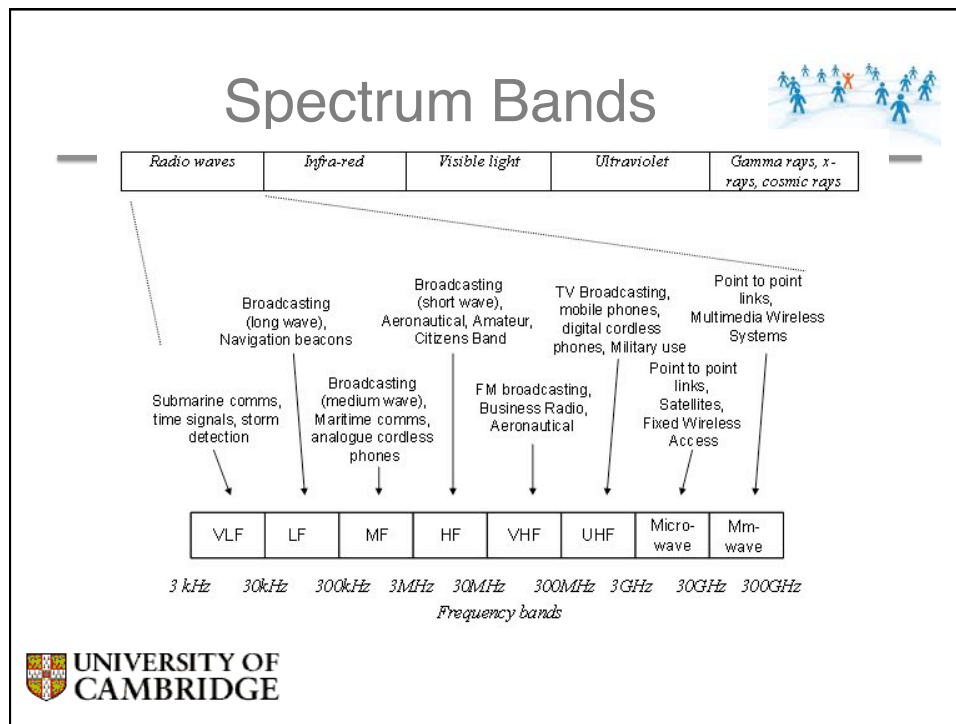 Spectrum Bands
Radio waves
Infra-red
Visible light
Ultraviolet
Gamma rays, x-
rays, cosmic rays
Submarine comms,
time signals, storm
detection
Broadcasting
(long wave),
Navigation beacons
Broadcasting
(medium wave),
Maritime comms,
analogue cordless
phones
Broadcasting
(short wave),
Aeronautical, Amateur,
Citizens Band
FM broadcasting,
Business Radio,
Aeronautical
TV Broadcasting,
mobile phones,
digital cordless
phones, Military use
Point to point
links,
Satellites,
Fixed Wireless
Access
Point to point
links,
Multimedia Wireless
Systems
VLF
LF
MF
HF
VHF
UHF
Micro-
wave
Mm-
wave
3 kHz 30kHz 300kHz 3MHz 30MHz 300MHz 3GHz 30GHz 300GHz
Frequency bands
UNIVERSITY OF
CAMBRIDGE